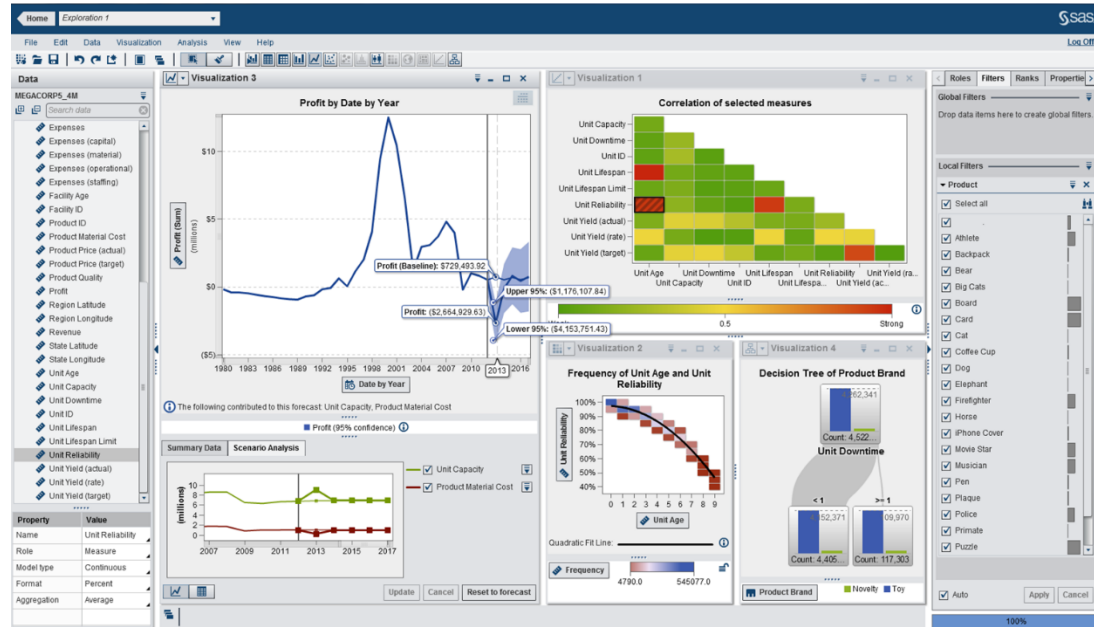 Home
Exploration 1
sas
File Edit Data Visualization Analysis View Help
Log Off
Data
MEGACORP5_4M
Search data
Expenses
Expenses (capital)
Expenses (material)
Expenses (operational)
Expenses (staffing)
Facility Age
Facility ID
Product ID
Product Material Cost
Product Price (actual)
Product Price (target)
Product Quality
Profit
Region Latitude
Region Longitude
Revenue
State Latitude
State Longitude
Unit Age
Unit Capacity
Unit Downtime
Unit ID
Unit Lifespan
Unit Lifespan Limit
Unit Reliability
Unit Yield (actual)
Unit Yield (rate)
Unit Yield (target)
Property Value
Name Unit Reliability
Role Measure
Model type Continuous
Format Percent
Aggregation Average
Visualization 3
Profit by Date by Year
Profit (Sum)
(millions)
$10
$5
$0
($5)
Profit (Baseline): $729,493.92
Upper 95%: ($1,176,107.84)
Profit: ($2,664,929.63)
Lower 95%: ($4,153,751.43)
1980 1983 1986 1989 1992 1995 1998 2001 2004 2007 2010 2013 2016
Date by Year
The following contributed to this forecast: Unit Capacity, Product Material Cost
Profit (95% confidence)
Summary Data Scenario Analysis
(millions)
10
8
6
4
2
0
2007 2009 2011 2013 2015 2017
Unit Capacity
Product Material Cost
Update Cancel Reset to forecast
Visualization 1
Correlation of selected measures
Unit Capacity
Unit Downtime
Unit ID
Unit Lifespan
Unit Lifespan Limit
Unit Reliability
Unit Yield (actual)
Unit Yield (rate)
Unit Yield (target)
Unit Age Unit Downtime Unit Lifespan Unit Reliability Unit Yield (ra...
Unit Capacity Unit ID Unit Lifespa... Unit Yield (ac...
0.5 Strong
Visualization 2
Frequency of Unit Age and Unit
Reliability
Unit Reliability
100%
90%
80%
70%
60%
50%
40%
0 1 2 3 4 5 6 7 8 9
Unit Age
Quadratic Fit Line:
Frequency
4790.0 545077.0
Visualization 4
Decision Tree of Product Brand
Count: 4,522...
Unit Downtime
< 1 >= 1
Count: 4,405... Count: 117,303
Product Brand
Novelty Toy
Roles Filters Ranks Propertie
Global Filters
Drop data items here to create global filters.
Local Filters
Product
Select all
Athlete
Backpack
Bear
Big Cats
Board
Card
Cat
Coffee Cup
Dog
Elephant
Firefighter
Horse
iPhone Cover
Movie Star
Musician
Pen
Plaque
Police
Primate
Puzzle
Auto Apply Cancel
100%